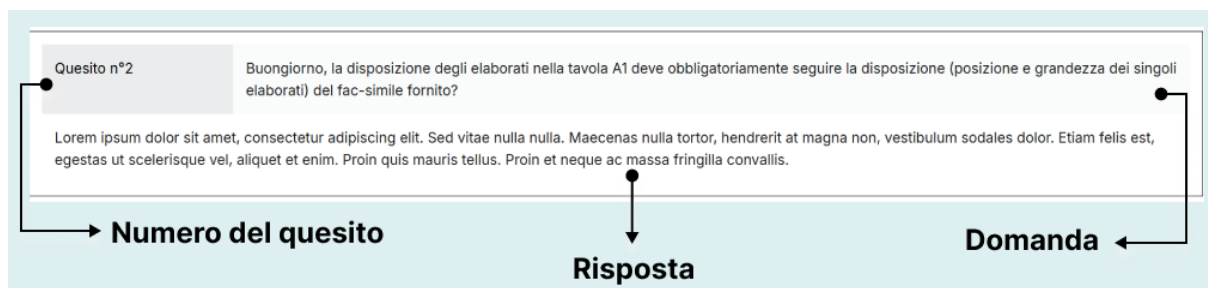 Quesito n°2
Buongiorno, la disposizione degli elaborati nella tavola A1 deve obbligatoriamente seguire la disposizione (posizione e grandezza dei singoli
elaborati) del fac-simile fornito?
Lorem ipsum dolor sit amet, consectetur adipiscing elit. Sed vitae nulla nulla. Maecenas nulla tortor, hendrerit at magna non, vestibulum sodales dolor. Etiam felis est,
egestas ut scelerisque vel, aliquet et enim. Proin quis mauris tellus. Proin et neque ac massa fringilla convallis.
Numero del quesito
Risposta
Domanda